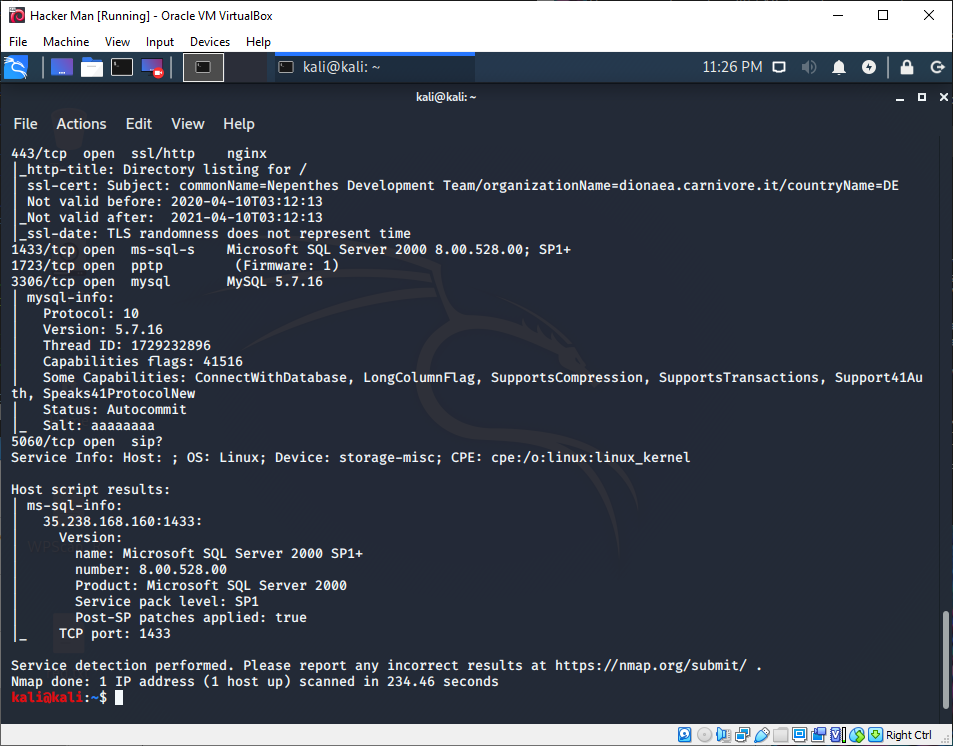 Hacker Man [Running] - Oracle VM VirtualBox
File Machine View Input Devices Help
kali@kali: ~
11:26 PM
kali@kali: ~
File Actions Edit View Help
443/tcp open ssl/http nginx
|_http-title: Directory listing for /
| ssl-cert: Subject: commonName=Nepenthes Development Team/organizationName=dionaea.carnivore.it/countryName=DE
| Not valid before: 2020-04-10T03:12:13
|_Not valid after: 2021-04-10T03:12:13
|_ssl-date: TLS randomness does not represent time
1433/tcp open ms-sql-s Microsoft SQL Server 2000 8.00.528.00; SP1+
1723/tcp open pptp (Firmware: 1)
3306/tcp open mysql MySQL 5.7.16
| mysql-info:
| Protocol: 10
| Version: 5.7.16
| Thread ID: 1729232896
| Capabilities flags: 41516
| Some Capabilities: ConnectWithDatabase, LongColumnFlag, SupportsCompression, SupportsTransactions, Support41Au
th, Speaks41ProtocolNew
| Status: Autocommit
|_ Salt: aaaaaaaa
5060/tcp open sip?
Service Info: Host: ; OS: Linux; Device: storage-misc; CPE: cpe:/o:linux:linux_kernel
Host script results:
| ms-sql-info:
| 35.238.168.160:1433:
| Version:
| name: Microsoft SQL Server 2000 SP1+
| number: 8.00.528.00
| Product: Microsoft SQL Server 2000
| Service pack level: SP1
| Post-SP patches applied: true
|_ TCP port: 1433
Service detection performed. Please report any incorrect results at https://nmap.org/submit/ .
Nmap done: 1 IP address (1 host up) scanned in 234.46 seconds
kali@kali:~$
Right Ctrl